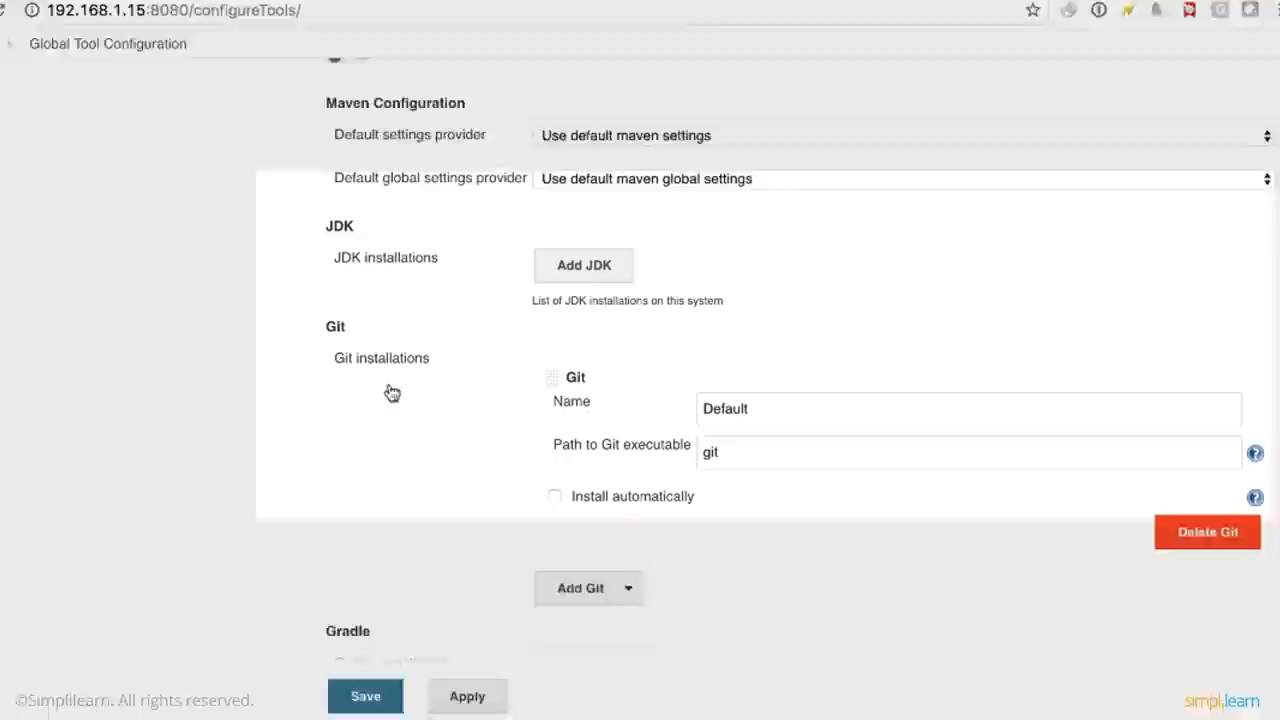 192.168.1.15:8080/configureTools/
Global Tool Configuration
Maven Configuration
Default settings provider
Use default maven settings
Default global settings provider
Use default maven global settings
JDK
JDK installations
Add JDK
List of JDK installations on this system
Git
Git installations
Git
Name
Default
Path to Git executable
git
Install automatically
Delete Git
Add Git
Gradle
Save
Apply
©Simplilearn. All rights reserved.
simplilearn